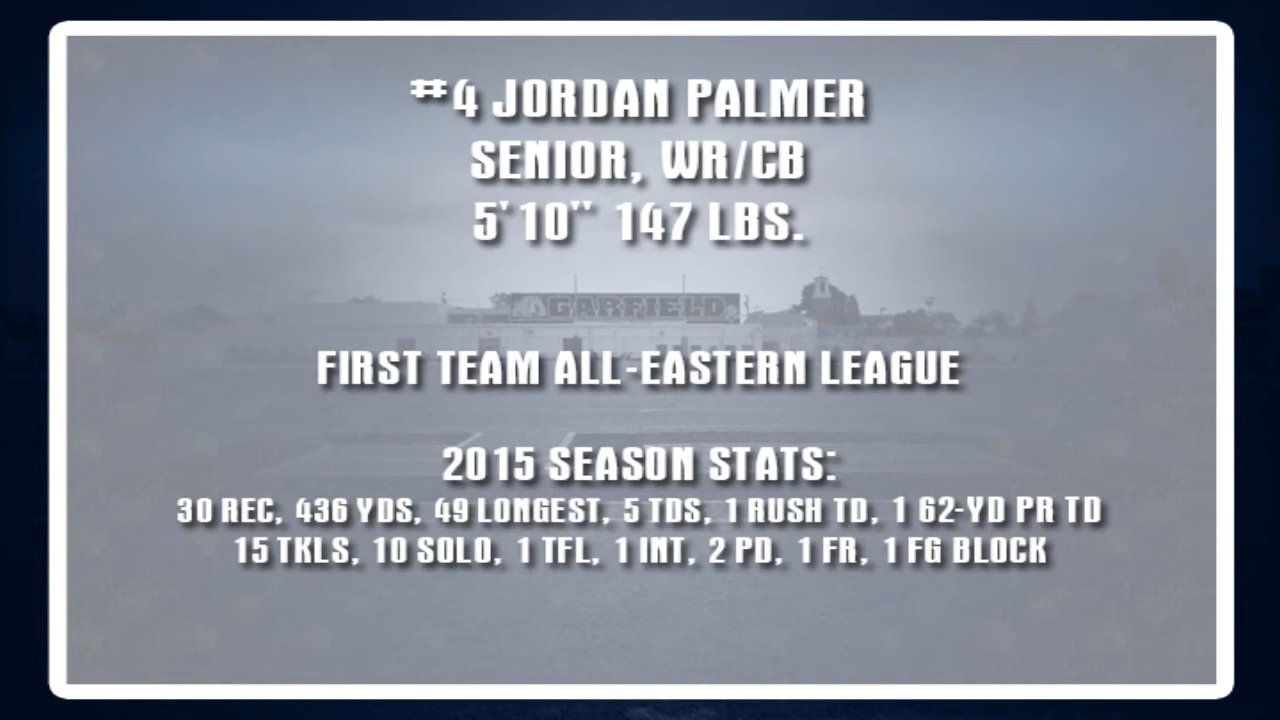 #4 JORDAN PALMER
SENIOR, WR/CB
5'10" 147 LBS.
GARFIELD
FIRST TEAM ALL-EASTERN LEAGUE
2015 SEASON STATS:
30 REC, 436 YDS, 49 LONGEST, 5 TDS, 1 RUSH TD, 1 62-YD PR TD
15 TKLS, 10 SOLO, 1 TFL, 1 INT, 2 PD, 1 FR, 1 FG BLOCK